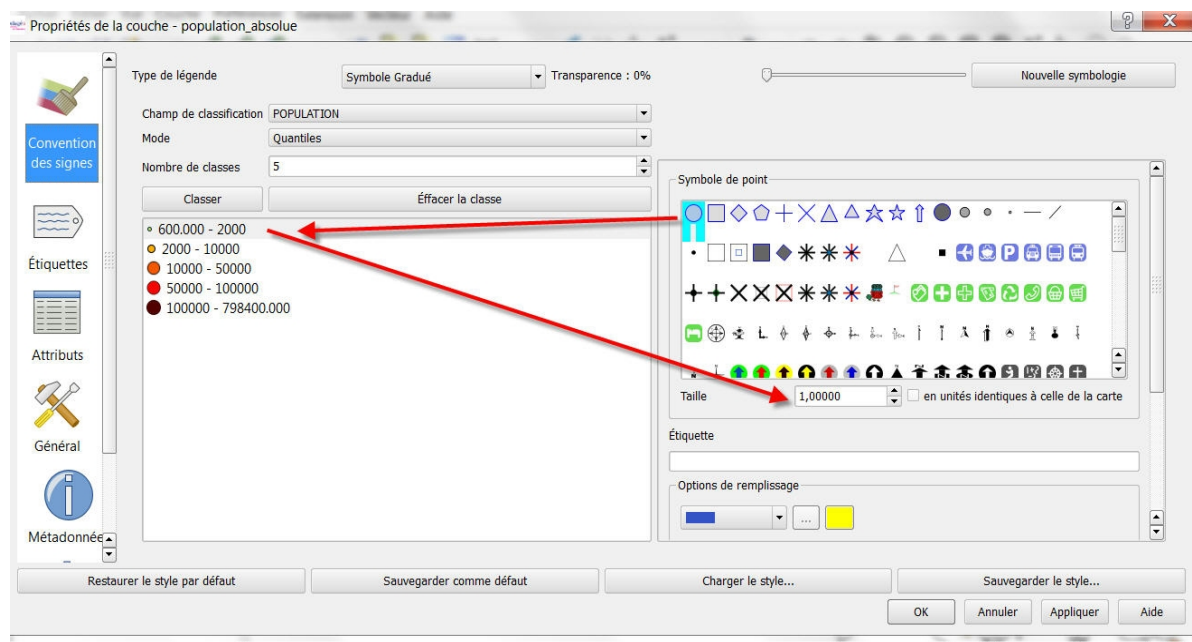 Propriétés de la couche - population_absolue
Type de légende
Symbole Gradué
Transparence : 0%
Nouvelle symbologie
Champ de classification
POPULATION
Mode
Quantiles
Nombre de classes
5
Classer
Éffacer la classe
600.000 - 2000
2000 - 10000
10000 - 50000
50000 - 100000
100000 - 798400.000
Convention
des signes
Étiquettes
Attributs
Général
Métadonnée
Symbole de point
Taille
1,00000
en unités identiques à celle de la carte
Étiquette
Options de remplissage
...
Restaurer le style par défaut
Sauvegarder comme défaut
Charger le style...
Sauvegarder le style...
OK
Annuler
Appliquer
Aide